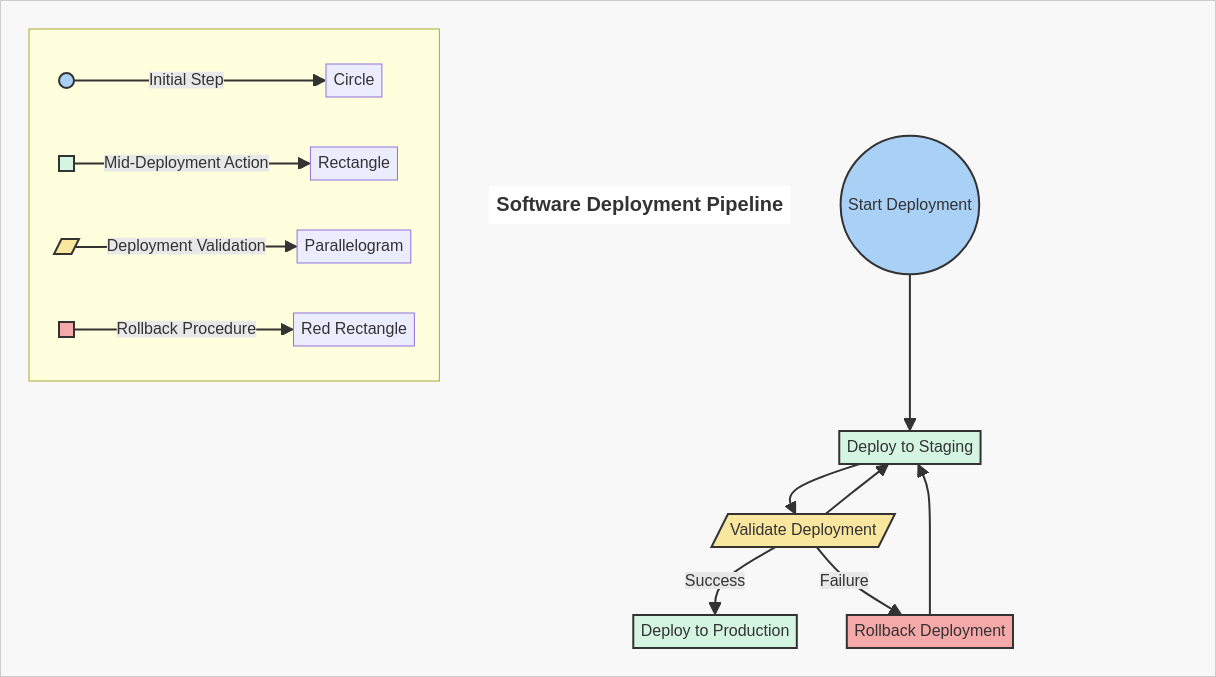 Initial Step
Circle
Mid-Deployment Action
Rectangle
Deployment Validation
Parallelogram
Rollback Procedure
Red Rectangle
Software Deployment Pipeline
Start Deployment
Deploy to Staging
Validate Deployment
Success
Failure
Deploy to Production
Rollback Deployment